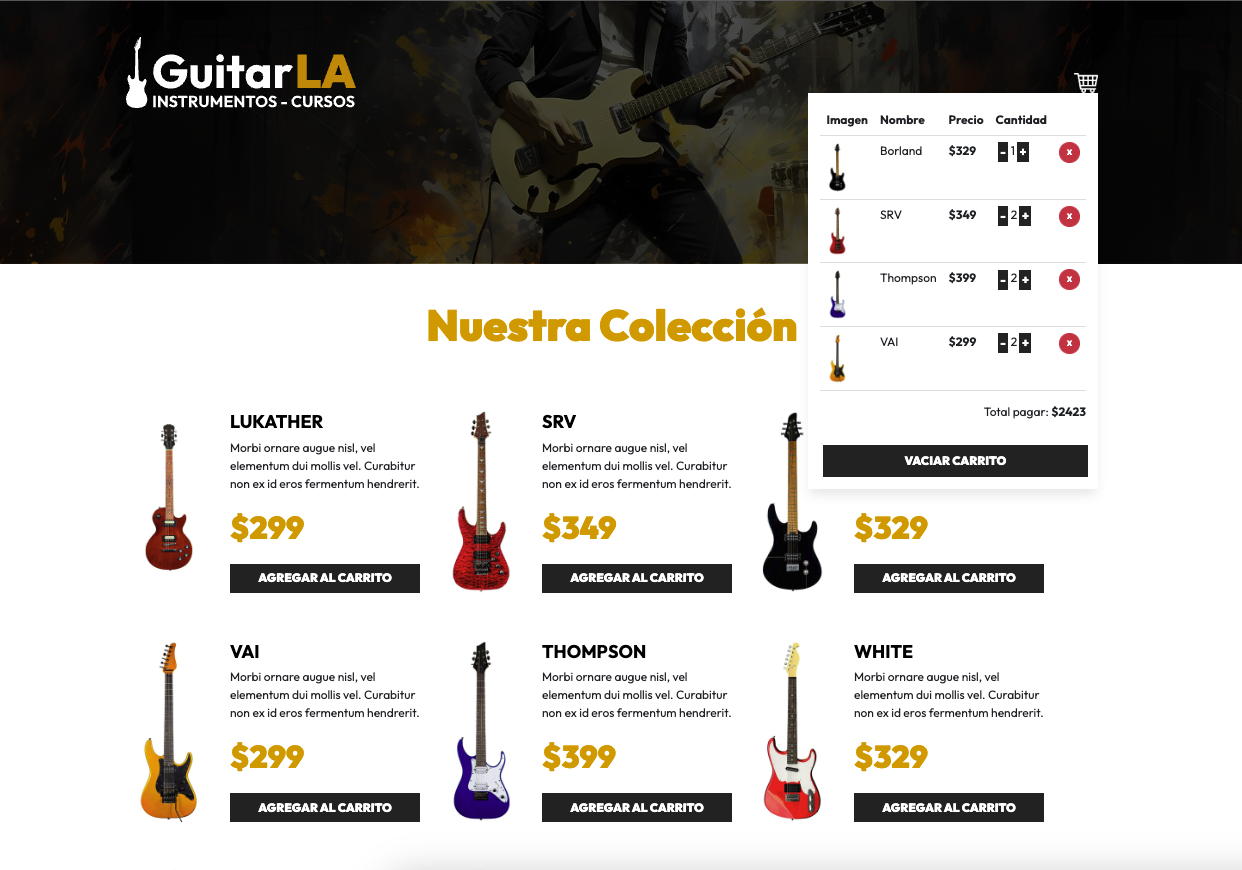 GuitarLA
INSTRUMENTOS - CURSOS
Imagen Nombre Precio Cantidad
Borland $329 - 1 + x
SRV $349 - 2 + x
Thompson $399 - 2 + x
VAI $299 - 2 + x
Total pagar: $2423
VACIAR CARRITO
Nuestra Colección
LUKATHER
Morbi ornare augue nisl, vel
elementum dui mollis vel. Curabitur
non ex id eros fermentum hendrerit.
$299
AGREGAR AL CARRITO
SRV
Morbi ornare augue nisl, vel
elementum dui mollis vel. Curabitur
non ex id eros fermentum hendrerit.
$349
AGREGAR AL CARRITO
$329
AGREGAR AL CARRITO
VAI
Morbi ornare augue nisl, vel
elementum dui mollis vel. Curabitur
non ex id eros fermentum hendrerit.
$299
AGREGAR AL CARRITO
THOMPSON
Morbi ornare augue nisl, vel
elementum dui mollis vel. Curabitur
non ex id eros fermentum hendrerit.
$399
AGREGAR AL CARRITO
WHITE
Morbi ornare augue nisl, vel
elementum dui mollis vel. Curabitur
non ex id eros fermentum hendrerit.
$329
AGREGAR AL CARRITO